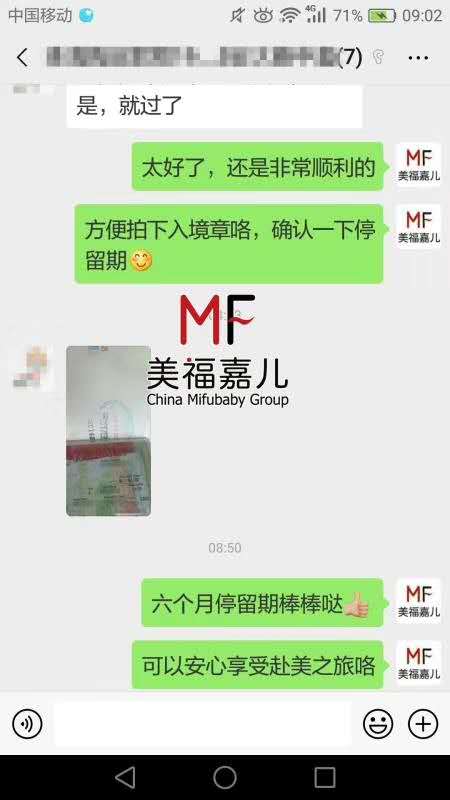 中国移动
4G
71%
09:02
(7)
是，就过了
太好了，还是非常顺利的
MF
美福嘉儿
方便拍下入境章咯，确认一下停
留期
MF
美福嘉儿
MF
美福嘉儿
China Mifubaby Group
08:50
六个月停留期棒棒哒
MF
美福嘉儿
可以安心享受赴美之旅咯
MF
美福嘉儿